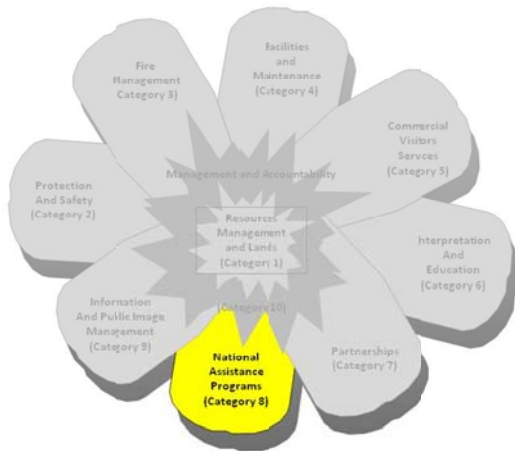 Fire
Management
Category 3)
Facilities
and
Maintenance
(Category 4)
Commercial
Visitors
Servces
(Category 5)
Protection
And Safety
(Category 2)
Management and Accountability
Resources
Management
and Lands
(Category 1)
nterpretation
And
Education
(Category 6)
Information
And Public Image
Management
(Category 9)
(Category 10)
Partnerships
(Category 7)
National
Assistance
Programs
(Category 8)